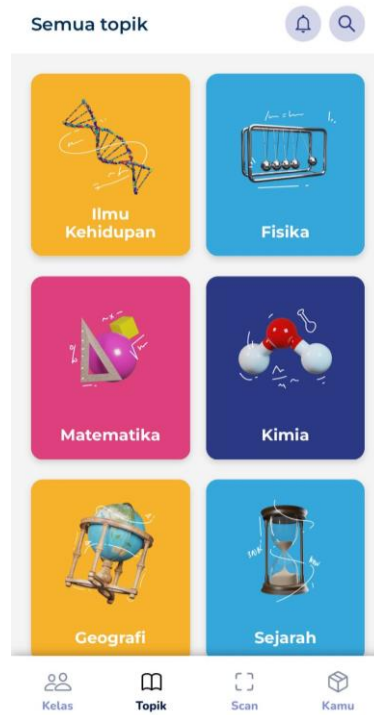 Semua topik
Ilmu
Kehidupan
Fisika
Matematika
Kimia
Geografi
Sejarah
Kelas
Topik
Scan
Kamu